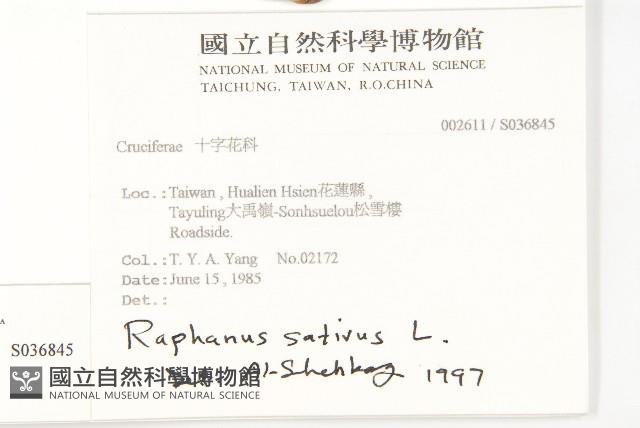 國立自然科學博物館
NATIONAL MUSEUM OF NATURAL SCIENCE
TAICHUNG, TAIWAN, R.O.CHINA
002611 / S036845
Cruciferae 十字花科
Loc.: Taiwan , Hualien Hsien花蓮縣 ,
Tayuling大禹嶺-Sonhsuelou松雪樓
Roadside.
Col.: T. Y. A. Yang No.02172
Date: June 15 , 1985
Det.:
Raphanus sativus L.
1997
A
S036845
國立自然科學博物館
NATIONAL MUSEUM OF NATURAL SCIENCE